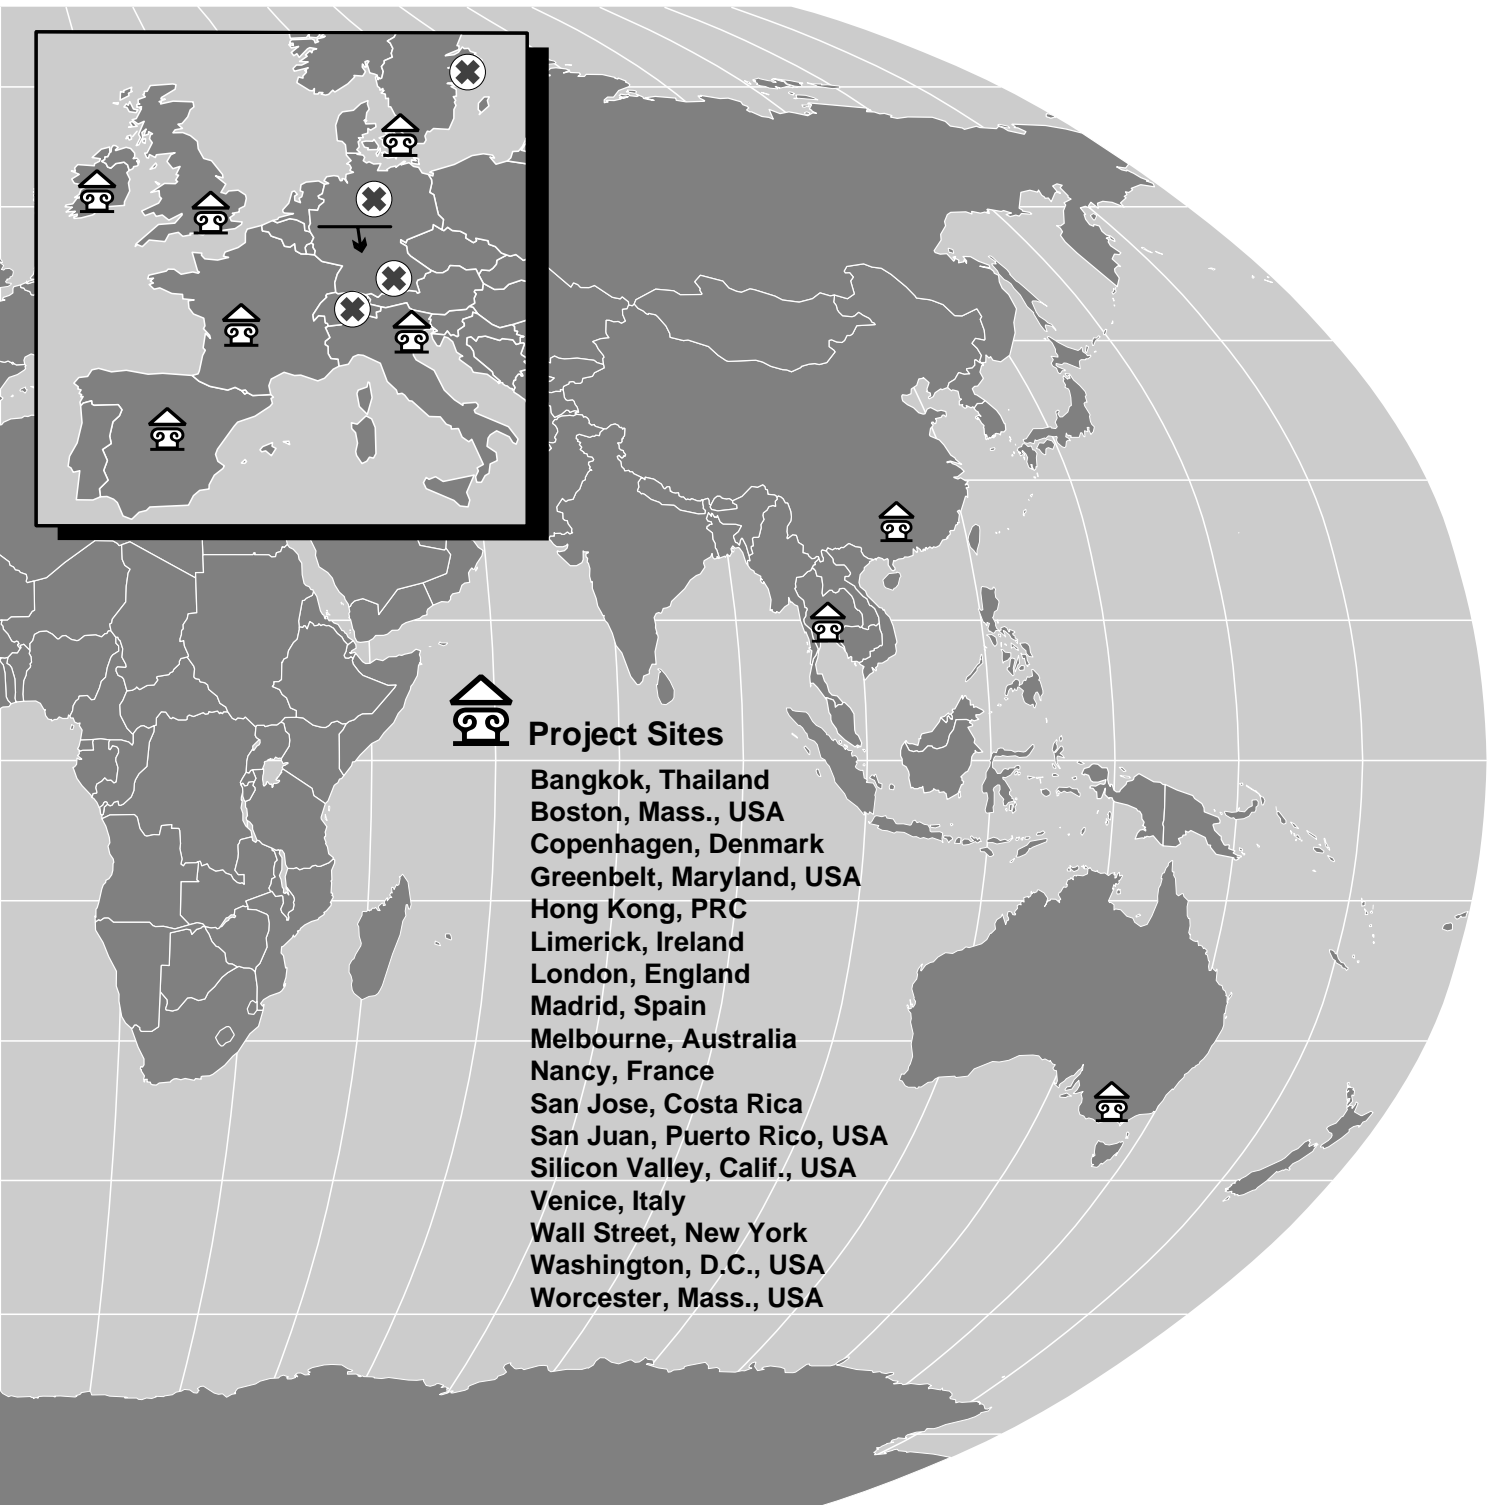 Project Sites
Bangkok, Thailand
Boston, Mass., USA
Copenhagen, Denmark
Greenbelt, Maryland, USA
Hong Kong, PRC
Limerick, Ireland
London, England
Madrid, Spain
Melbourne, Australia
Nancy, France
San Jose, Costa Rica
San Juan, Puerto Rico, USA
Silicon Valley, Calif., USA
Venice, Italy
Wall Street, New York
Washington, D.C., USA
Worcester, Mass., USA